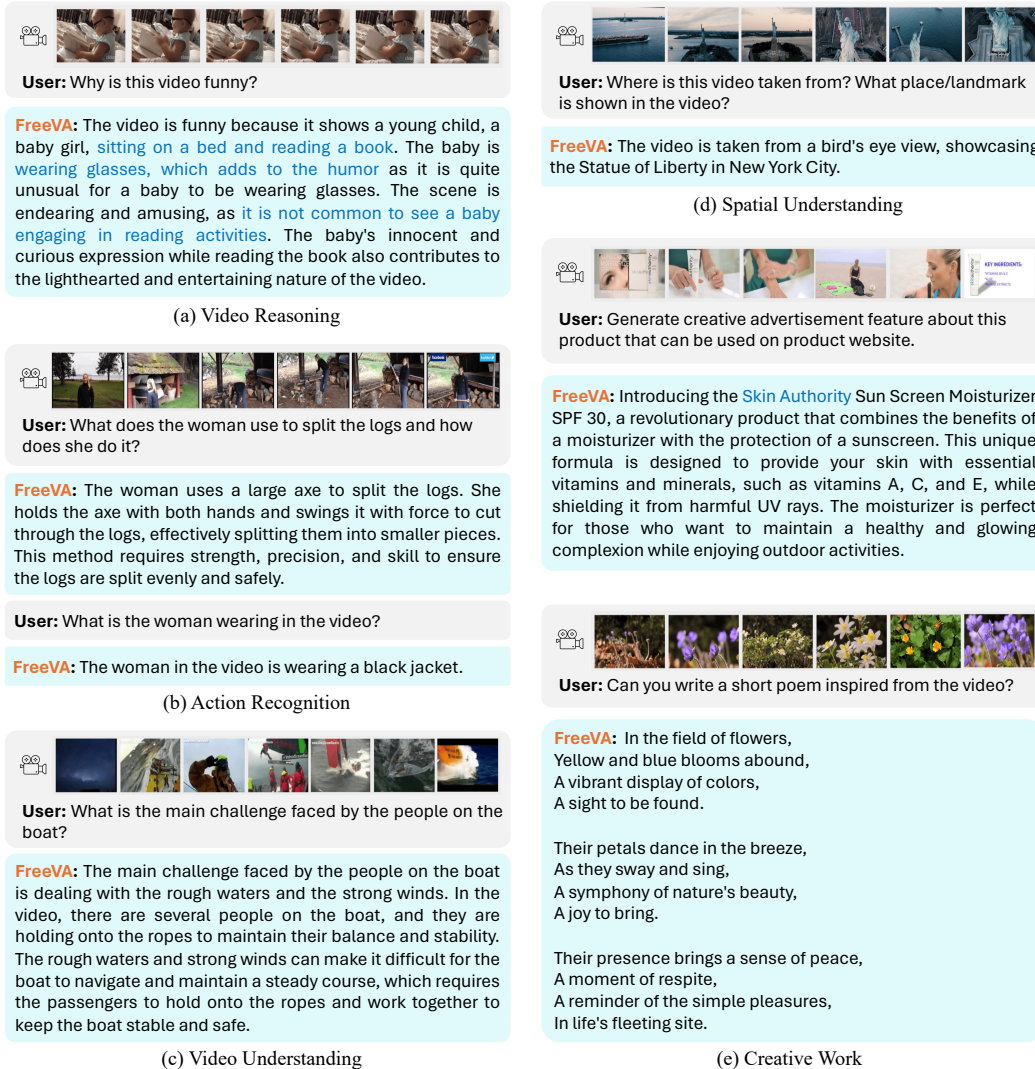 User: Why is this video funny?
FreeVA: The video is funny because it shows a young child, a
baby girl, sitting on a bed and reading a book. The baby is
wearing glasses, which adds to the humor as it is quite
unusual for a baby to be wearing glasses. The scene is
endearing and amusing, as it is not common to see a baby
engaging in reading activities. The baby's innocent and
curious expression while reading the book also contributes to
the lighthearted and entertaining nature of the video.
(a) Video Reasoning
User: What does the woman use to split the logs and how
does she do it?
FreeVA: The woman uses a large axe to split the logs. She
holds the axe with both hands and swings it with force to cut
through the logs, effectively splitting them into smaller pieces.
This method requires strength, precision, and skill to ensure
the logs are split evenly and safely.
User: What is the woman wearing in the video?
FreeVA: The woman in the video is wearing a black jacket.
(b) Action Recognition
User: What is the main challenge faced by the people on the
boat?
FreeVA: The main challenge faced by the people on the boat
is dealing with the rough waters and the strong winds. In the
video, there are several people on the boat, and they are
holding onto the ropes to maintain their balance and stability.
The rough waters and strong winds can make it difficult for the
boat to navigate and maintain a steady course, which requires
the passengers to hold onto the ropes and work together to
keep the boat stable and safe.
(c) Video Understanding
User: Where is this video taken from? What place/landmark
is shown in the video?
FreeVA: The video is taken from a bird's eye view, showcasing
the Statue of Liberty in New York City.
(d) Spatial Understanding
KEY INGREDIENTS:
User: Generate creative advertisement feature about this
product that can be used on product website.
FreeVA: Introducing the Skin Authority Sun Screen Moisturizer
SPF 30, a revolutionary product that combines the benefits of
a moisturizer with the protection of a sunscreen. This unique
formula is designed to provide your skin with essential
vitamins and minerals, such as vitamins A, C, and E, while
shielding it from harmful UV rays. The moisturizer is perfect
for those who want to maintain a healthy and glowing
complexion while enjoying outdoor activities.
User: Can you write a short poem inspired from the video?
FreeVA: In the field of flowers,
Yellow and blue blooms abound,
A vibrant display of colors,
A sight to be found.
Their petals dance in the breeze,
As they sway and sing,
A symphony of nature's beauty,
A joy to bring.
Their presence brings a sense of peace,
A moment of respite,
A reminder of the simple pleasures,
In life's fleeting site.
(e) Creative Work